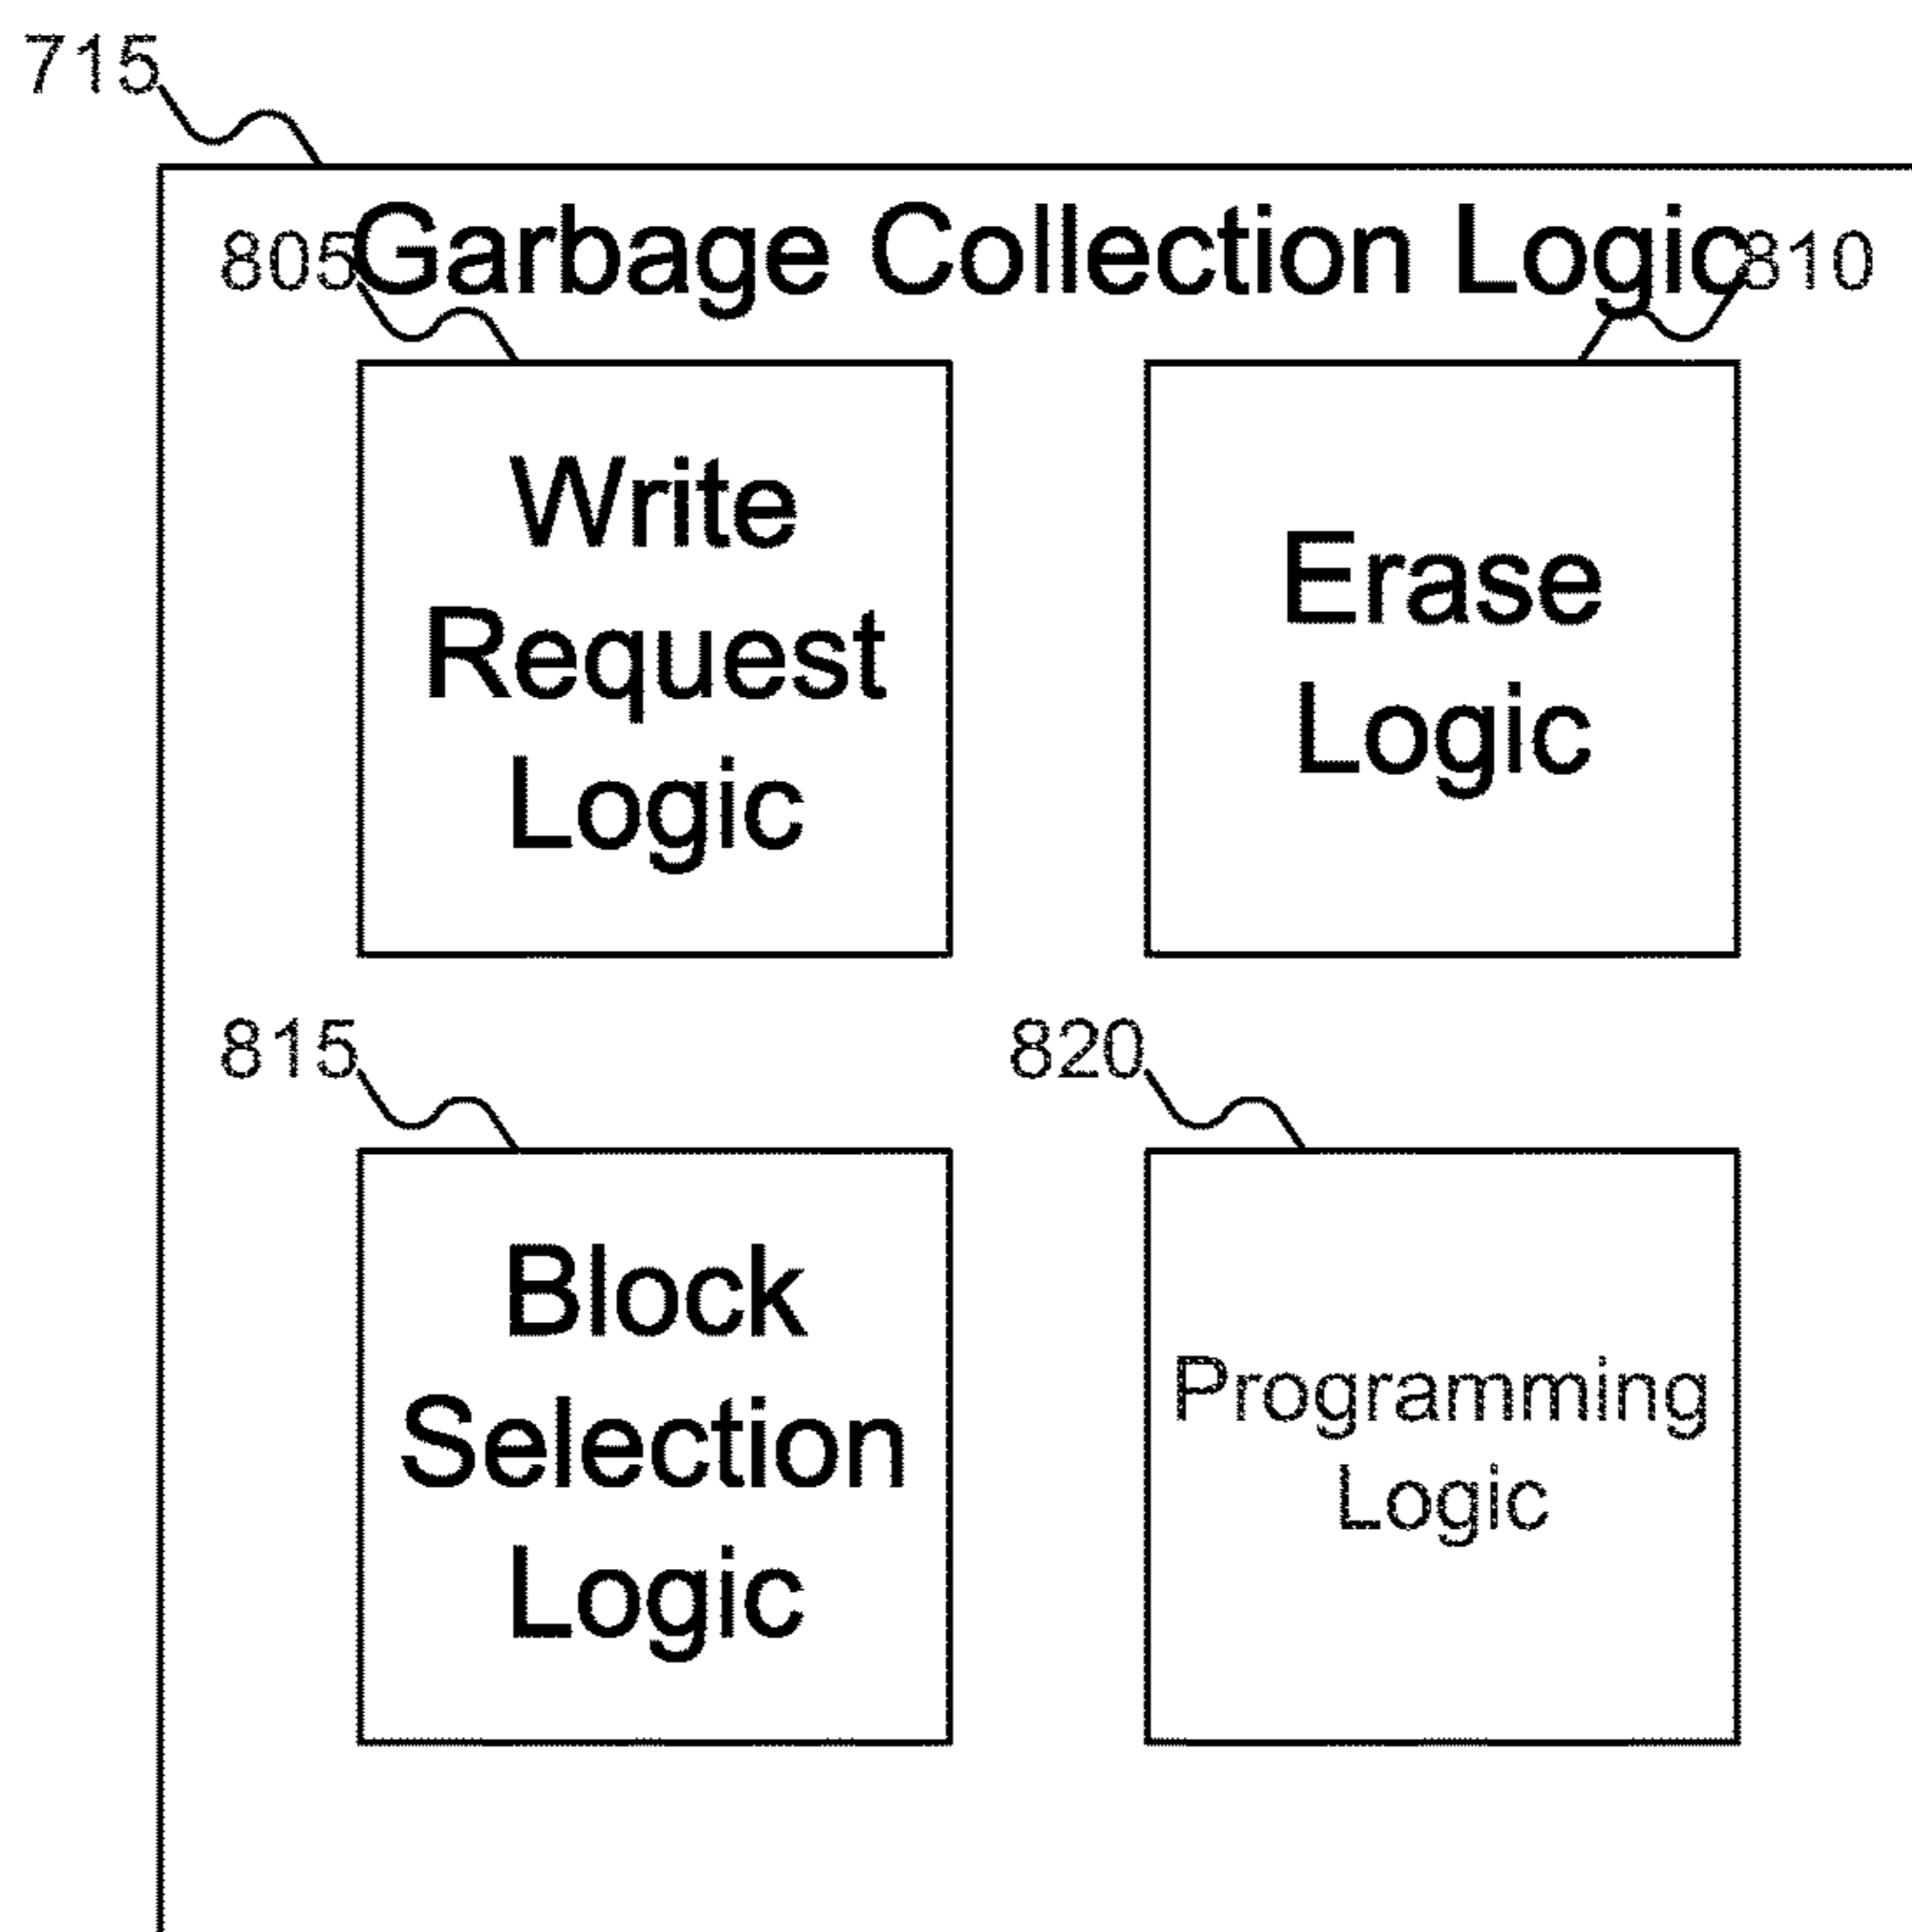 715
805 Garbage Collection Logic 810
Write
Request
Logic
Erase
Logic
815
820
Block
Selection
Logic
Programming
Logic